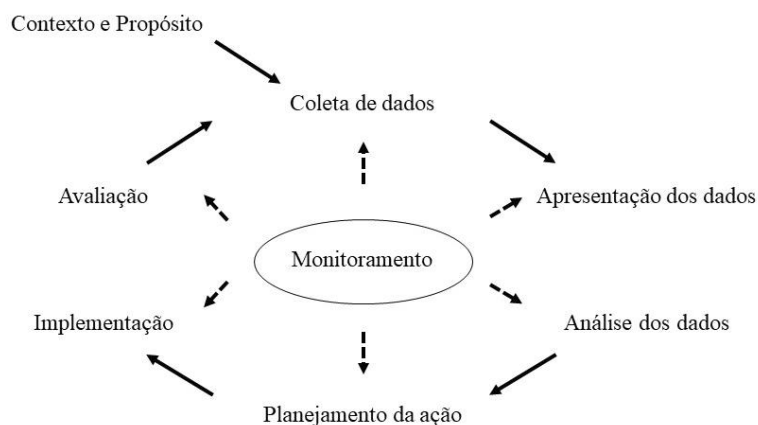 Contexto e Propósito
Coleta de dados
Avaliação
Apresentação dos dados
Monitoramento
Implementação
Análise dos dados
Planejamento da ação